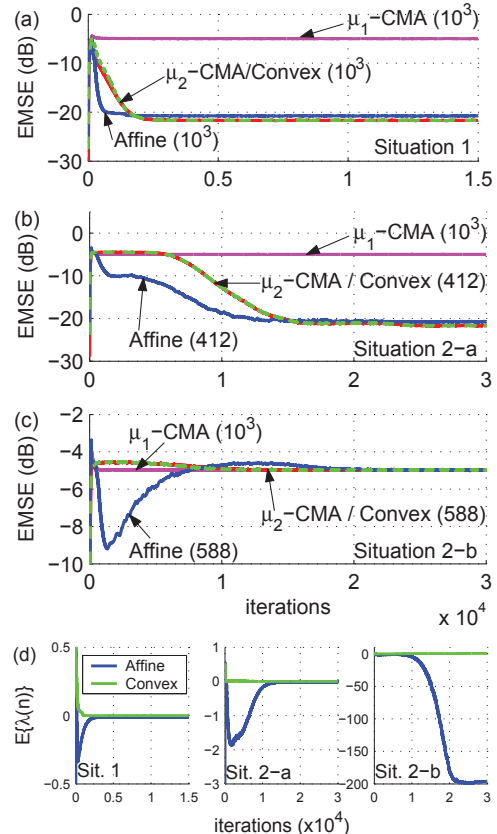 (a)
0
−10
−20
−30
EMSE (dB)
μ1−CMA (10^3)
μ2−CMA/Convex (10^3)
Affine (10^3)
Situation 1
0 0.5 1 1.5
(b)
0
−10
−20
−30
EMSE (dB)
μ1−CMA (10^3)
μ2−CMA / Convex (412)
Affine (412)
Situation 2−a
0 1 2 3
(c)
−2
−4
−6
−8
−10
EMSE (dB)
μ1−CMA (10^3)
μ2−CMA / Convex (588)
Affine (588)
Situation 2−b
0 1 2 3
iterations
x 10^4
(d)
E{λ(n)}
0.5
0
−0.5
Affine
Convex
Sit. 1
0 0.5 1.0 1.5
1
0
−1
−2
−3
Sit. 2−a
0 1 2 3
0
−50
−100
−150
200
Sit. 2−b
0 1 2 3
iterations (x10^4)